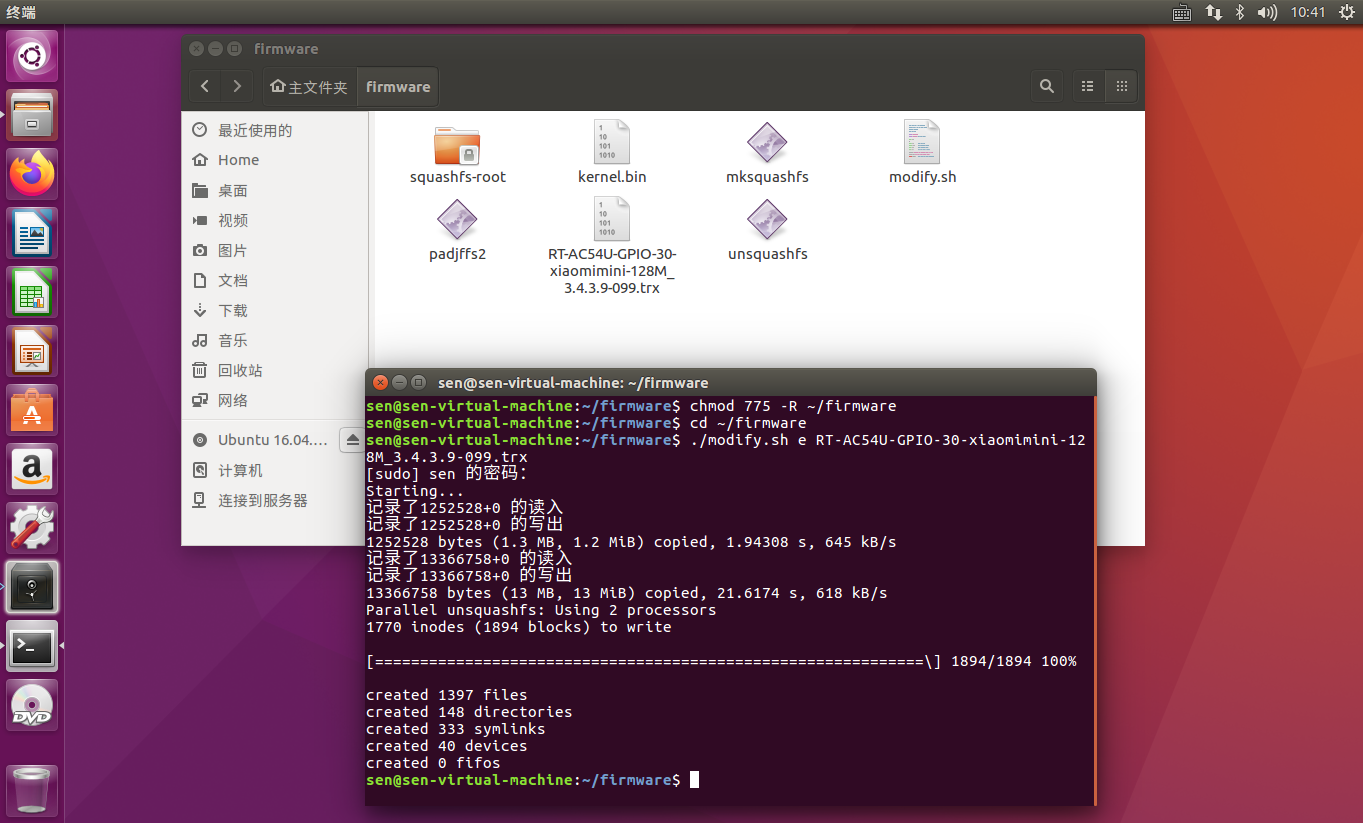 终端
10:41
firmware
主文件夹
firmware
最近使用的
Home
桌面
视频
图片
文档
下载
音乐
回收站
网络
Ubuntu 16.04....
计算机
连接到服务器
squashfs-root
kernel.bin
mksquashfs
modify.sh
padjffs2
RT-AC54U-GPIO-30-
xiaomimini-128M_
3.4.3.9-099.trx
unsquashfs
sen@sen-virtual-machine: ~/firmware
sen@sen-virtual-machine:~/firmware$ chmod 775 -R ~/firmware
sen@sen-virtual-machine:~/firmware$ cd ~/firmware
sen@sen-virtual-machine:~/firmware$ ./modify.sh e RT-AC54U-GPIO-30-xiaomimini-12
8M_3.4.3.9-099.trx
[sudo] sen 的密码：
Starting...
记录了1252528+0 的读入
记录了1252528+0 的写出
1252528 bytes (1.3 MB, 1.2 MiB) copied, 1.94308 s, 645 kB/s
记录了13366758+0 的读入
记录了13366758+0 的写出
13366758 bytes (13 MB, 13 MiB) copied, 21.6174 s, 618 kB/s
Parallel unsquashfs: Using 2 processors
1770 inodes (1894 blocks) to write
[=============================================================\] 1894/1894 100%
created 1397 files
created 148 directories
created 333 symlinks
created 40 devices
created 0 fifos
sen@sen-virtual-machine:~/firmware$